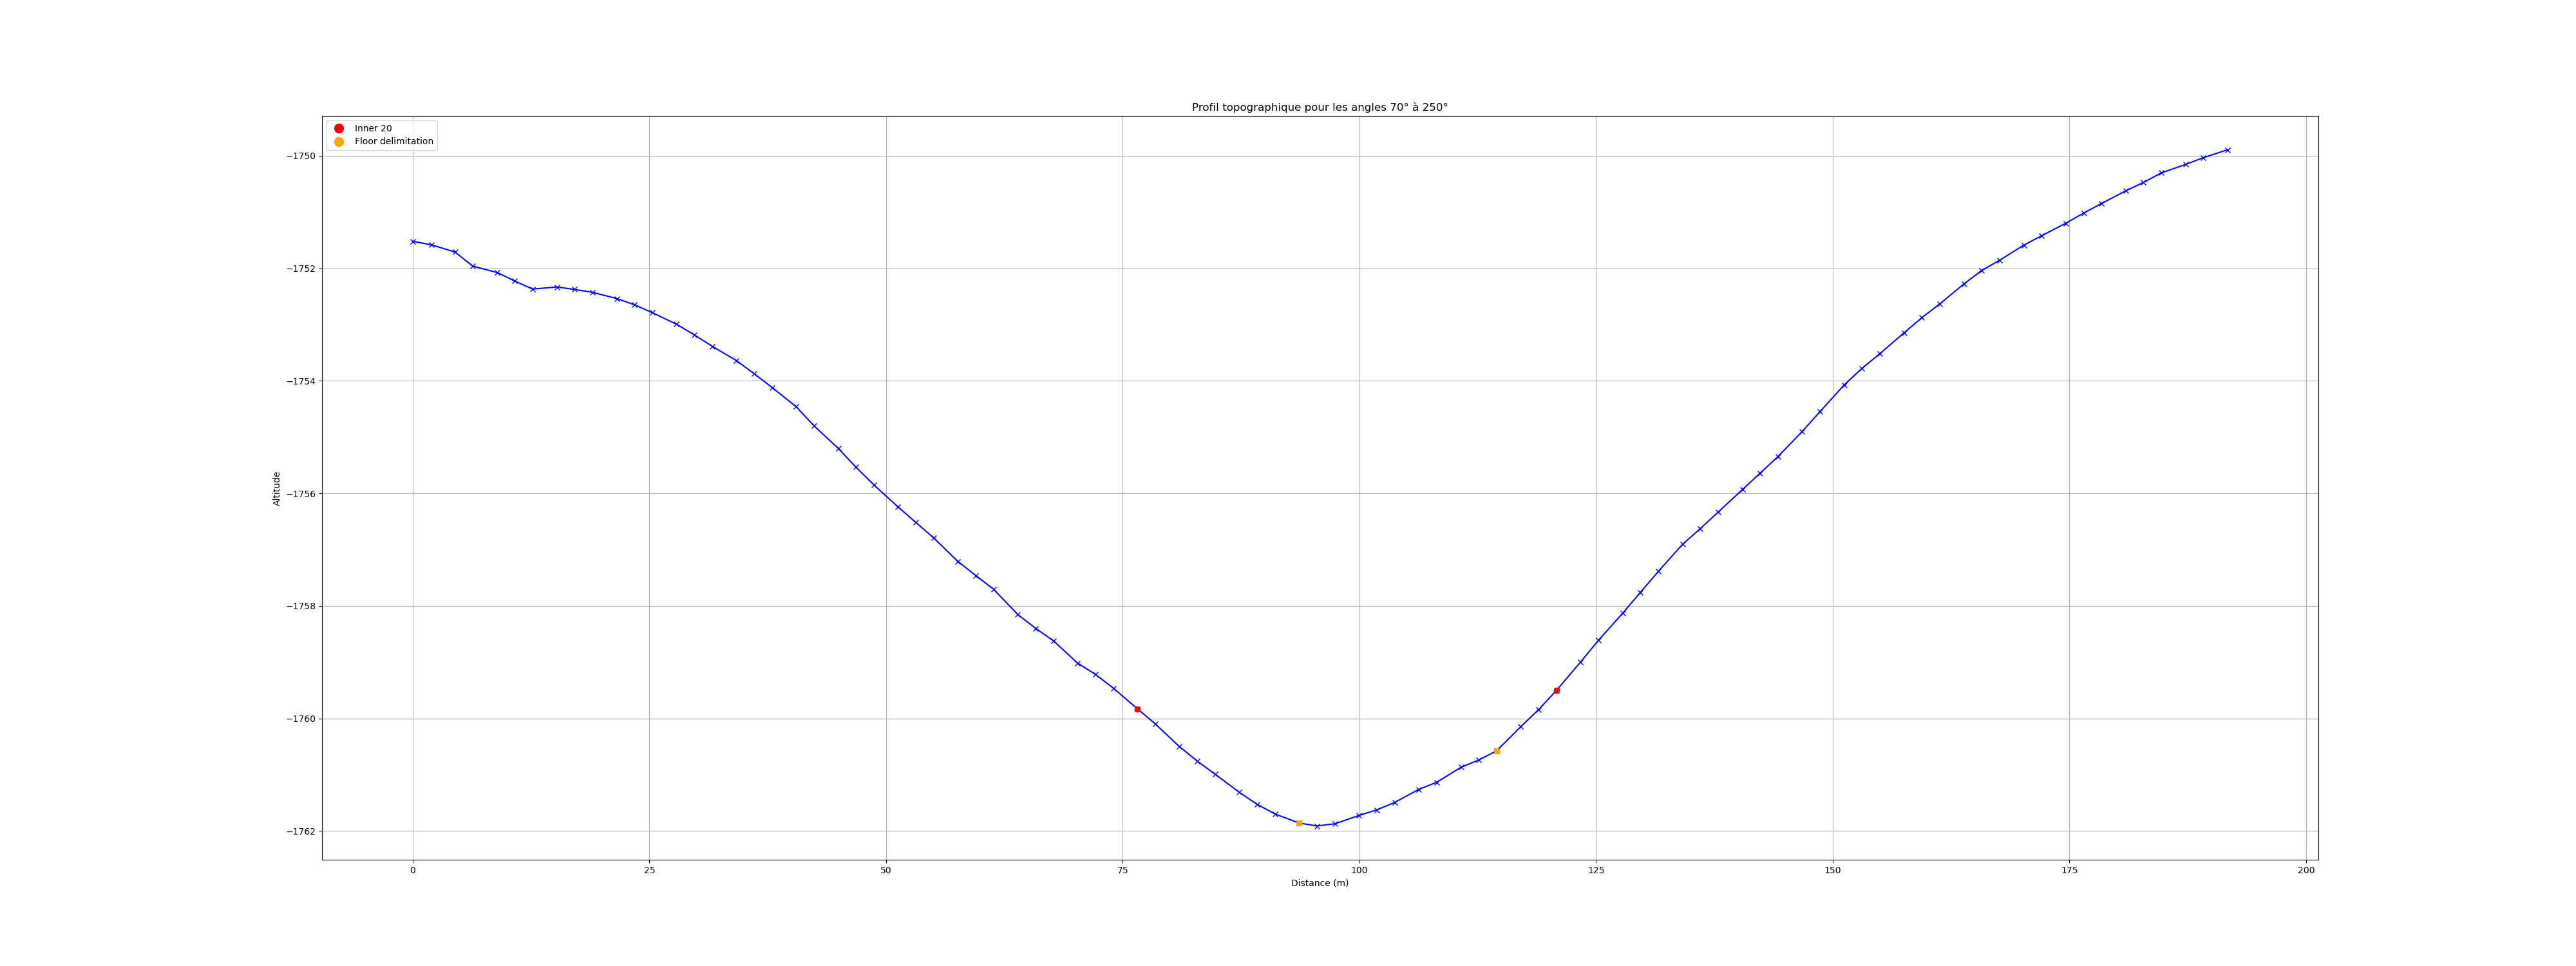 Profil topographique pour les angles 70° à 250°
Inner 20
Floor delimitation
Altitude
−1750
−1752
−1754
−1756
−1758
−1760
−1762
0 25 50 75 100 125 150 175 200
Distance (m)